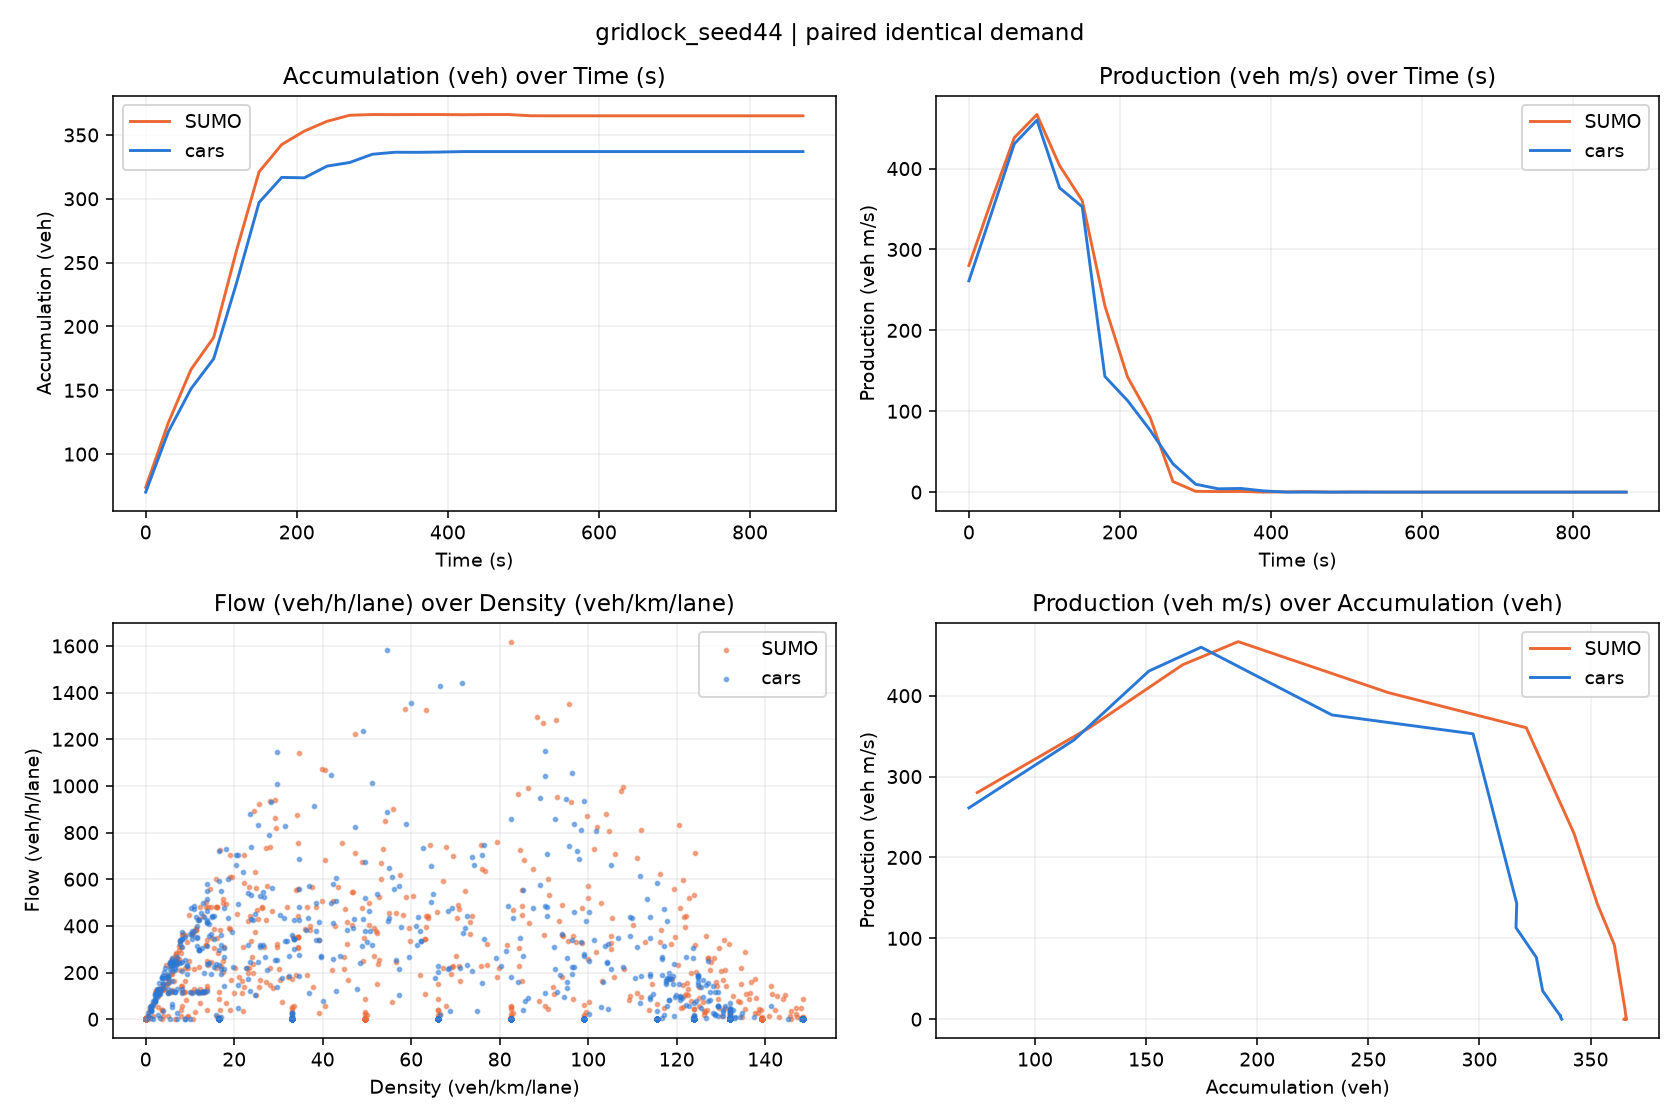 gridlock_seed44 | paired identical demand
Accumulation (veh) over Time (s)
SUMO
cars
Accumulation (veh)
350
300
250
200
150
100
0 200 400 600 800
Time (s)
Production (veh m/s) over Time (s)
SUMO
cars
Production (veh m/s)
400
300
200
100
0
0 200 400 600 800
Time (s)
Flow (veh/h/lane) over Density (veh/km/lane)
SUMO
cars
Flow (veh/h/lane)
1600
1400
1200
1000
800
600
400
200
0
0 20 40 60 80 100 120 140
Density (veh/km/lane)
Production (veh m/s) over Accumulation (veh)
SUMO
cars
Production (veh m/s)
400
300
200
100
0
100 150 200 250 300 350
Accumulation (veh)